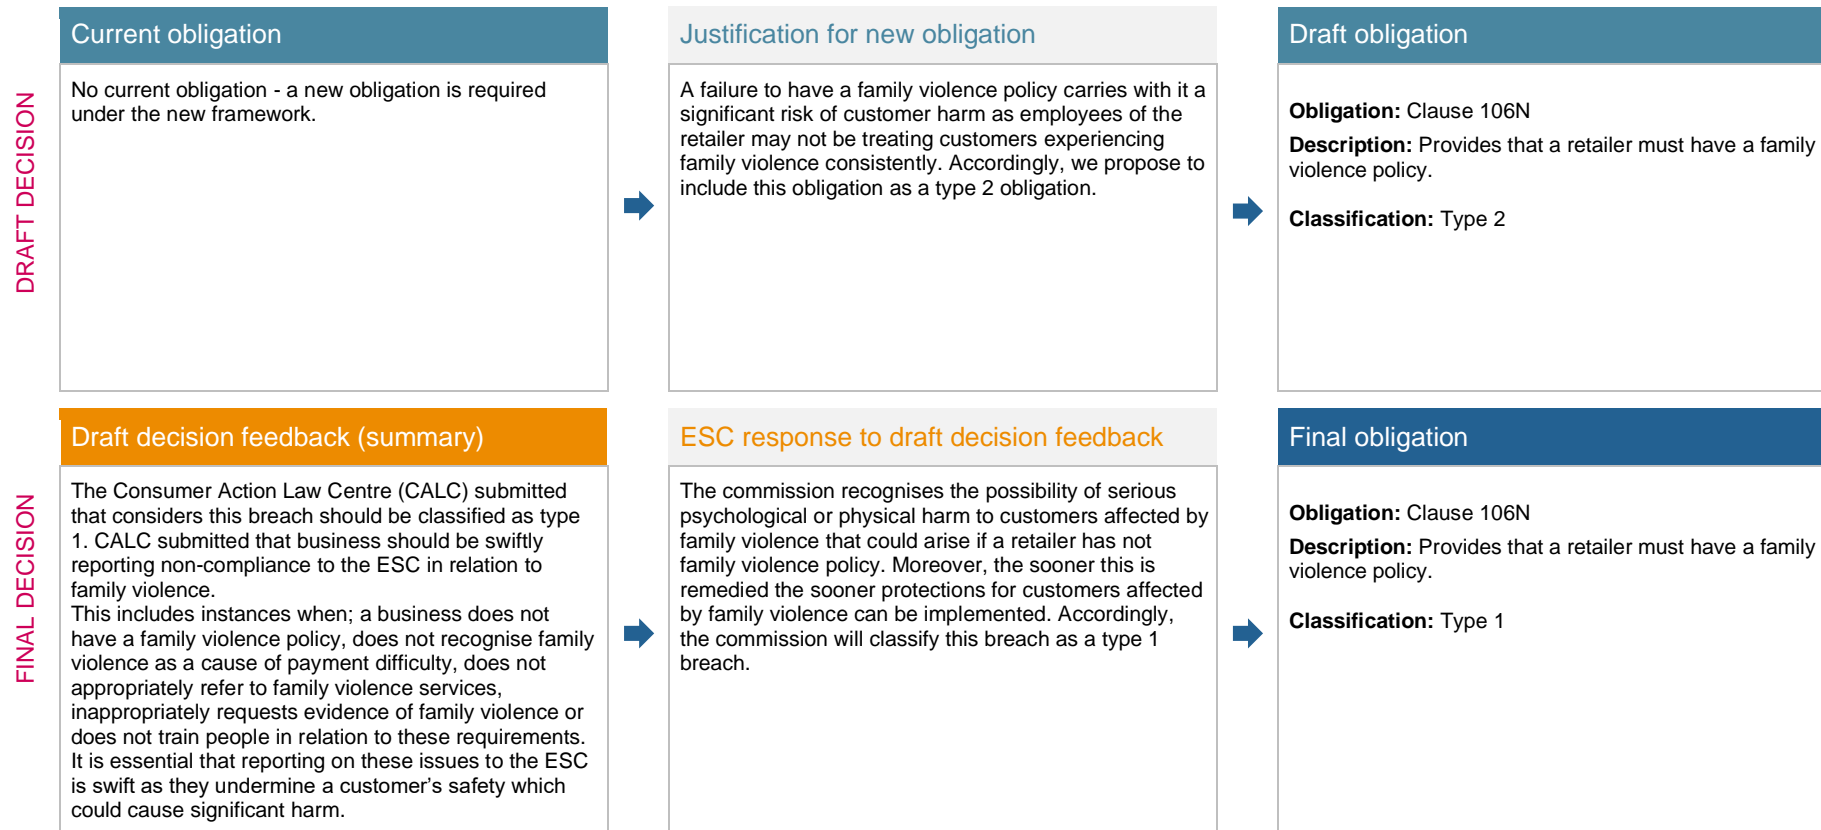 DRAFT DECISION
Current obligation
No current obligation - a new obligation is required
under the new framework.
Justification for new obligation
A failure to have a family violence policy carries with it a
significant risk of customer harm as employees of the
retailer may not be treating customers experiencing
family violence consistently. Accordingly, we propose to
include this obligation as a type 2 obligation.
Draft obligation
Obligation: Clause 106N
Description: Provides that a retailer must have a family
violence policy.
Classification: Type 2
FINAL DECISION
Draft decision feedback (summary)
The Consumer Action Law Centre (CALC) submitted
that considers this breach should be classified as type
1. CALC submitted that business should be swiftly
reporting non-compliance to the ESC in relation to
family violence.
This includes instances when; a business does not
have a family violence policy, does not recognise family
violence as a cause of payment difficulty, does not
appropriately refer to family violence services,
inappropriately requests evidence of family violence or
does not train people in relation to these requirements.
It is essential that reporting on these issues to the ESC
is swift as they undermine a customer’s safety which
could cause significant harm.
ESC response to draft decision feedback
The commission recognises the possibility of serious
psychological or physical harm to customers affected by
family violence that could arise if a retailer has not
family violence policy. Moreover, the sooner this is
remedied the sooner protections for customers affected
by family violence can be implemented. Accordingly,
the commission will classify this breach as a type 1
breach.
Final obligation
Obligation: Clause 106N
Description: Provides that a retailer must have a family
violence policy.
Classification: Type 1